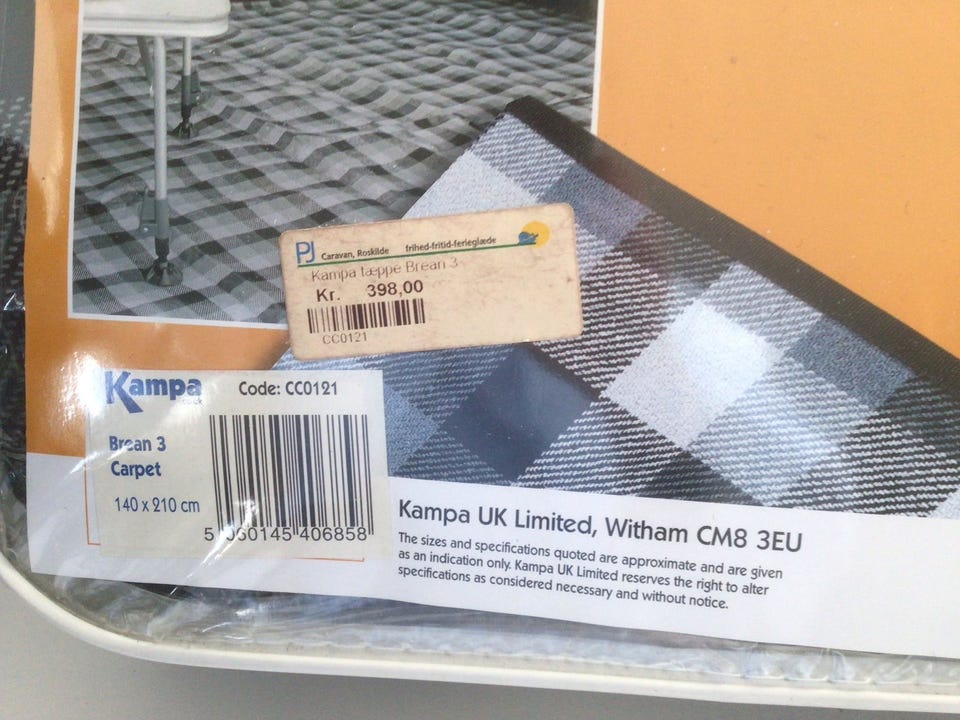 PJ Caravan, Roskilde frihed-fritid-ferieglæde
Kampa tæppe Brean 3
Kr. 398,00
CC0121
Kampa
Code: CC0121
Brean 3
Carpet
140 x 210 cm
5 060145 406858
Kampa UK Limited, Witham CM8 3EU
The sizes and specifications quoted are approximate and are given
as an indication only. Kampa UK Limited reserves the right to alter
specifications as considered necessary and without notice.